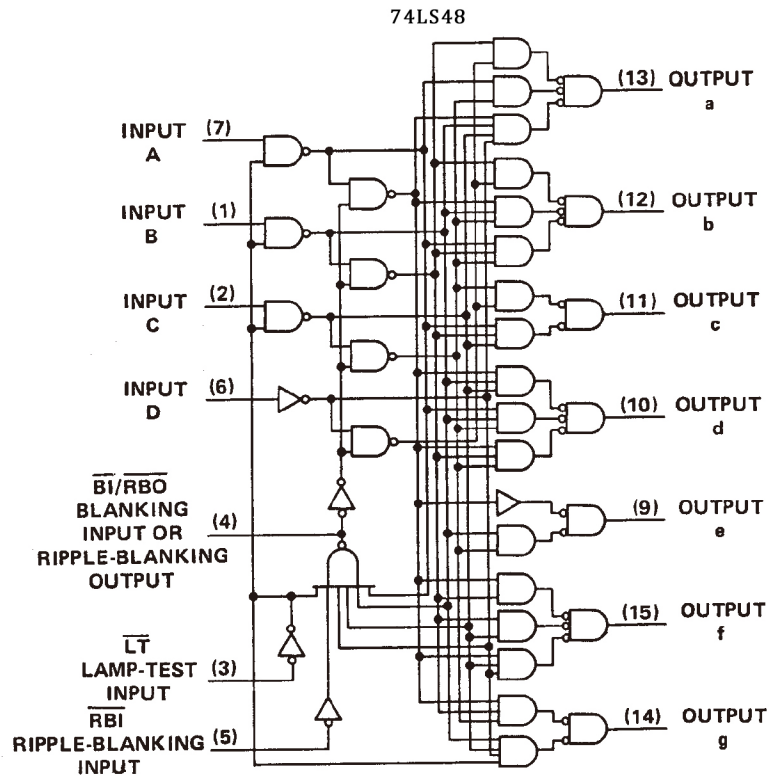 74LS48
INPUT (7)
A
INPUT (1)
B
INPUT (2)
C
INPUT (6)
D
BI/RBO
BLANKING
INPUT OR (4)
RIPPLE-BLANKING
OUTPUT
LT
LAMP-TEST (3)
INPUT
RBI
RIPPLE-BLANKING (5)
INPUT
(13) OUTPUT
a
(12) OUTPUT
b
(11) OUTPUT
c
(10) OUTPUT
d
(9) OUTPUT
e
(15) OUTPUT
f
(14) OUTPUT
g